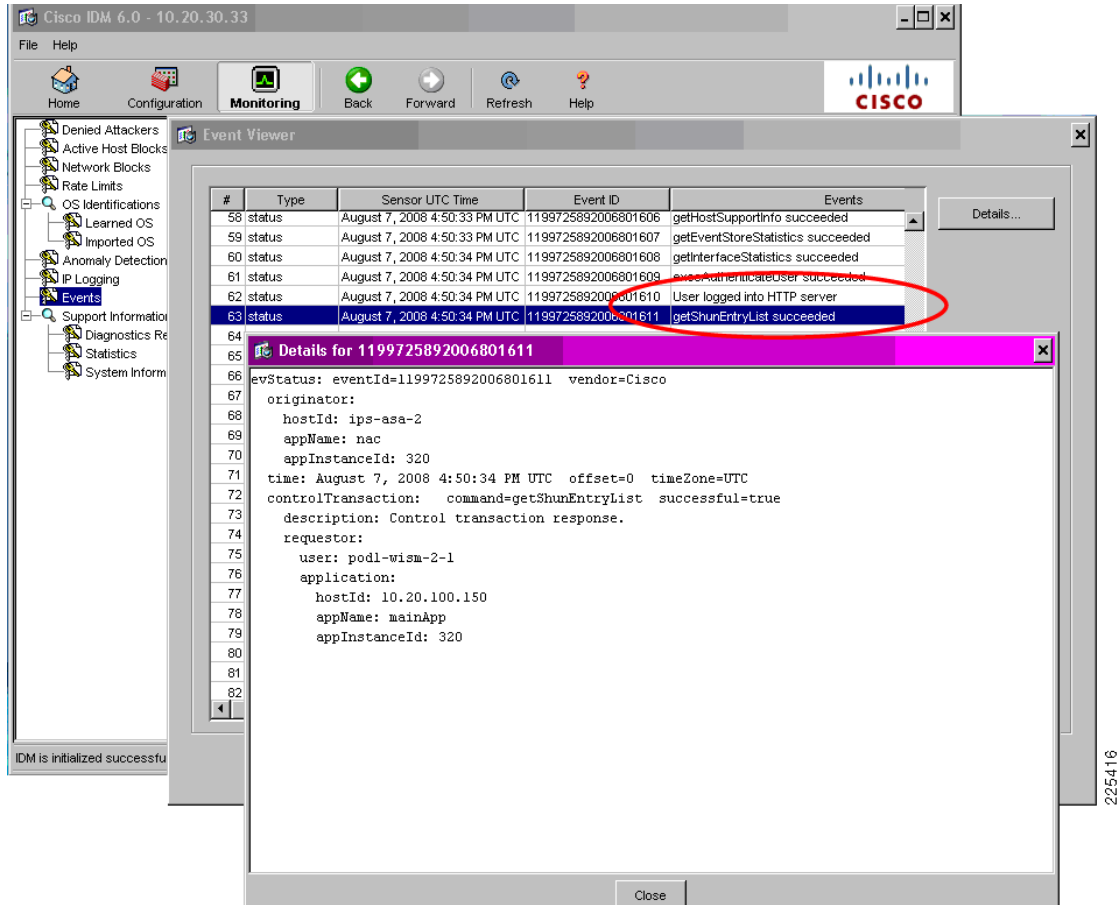 Cisco IDM 6.0 - 10.20.30.33
File Help
Home Configuration Monitoring Back Forward Refresh Help
CISCO
Denied Attackers
Active Host Blocks
Network Blocks
Rate Limits
OS Identifications
Learned OS
Imported OS
Anomaly Detection
IP Logging
Events
Support Information
Diagnostics Re
Statistics
System Inform
IDM is initialized successfu
Event Viewer
# Type Sensor UTC Time Event ID Events
58 status August 7, 2008 4:50:33 PM UTC 1199725892006801606 getHostSupportInfo succeeded
59 status August 7, 2008 4:50:33 PM UTC 1199725892006801607 getEventStoreStatistics succeeded
60 status August 7, 2008 4:50:34 PM UTC 1199725892006801608 getInterfaceStatistics succeeded
61 status August 7, 2008 4:50:34 PM UTC 1199725892006801609 execAuthenticateUser succeeded
62 status August 7, 2008 4:50:34 PM UTC 1199725892006801610 User logged into HTTP server
63 status August 7, 2008 4:50:34 PM UTC 1199725892006801611 getShunEntryList succeeded
64
65
66
67
68
69
70
71
72
73
74
75
76
77
78
79
80
81
82
Details...
Details for 1199725892006801611
evStatus: eventId=1199725892006801611 vendor=Cisco
originator:
hostId: ips-asa-2
appName: nac
appInstanceId: 320
time: August 7, 2008 4:50:34 PM UTC offset=0 timeZone=UTC
controlTransaction: command=getShunEntryList successful=true
description: Control transaction response.
requestor:
user: pod1-wism-2-1
application:
hostId: 10.20.100.150
appName: mainApp
appInstanceId: 320
Close
225416